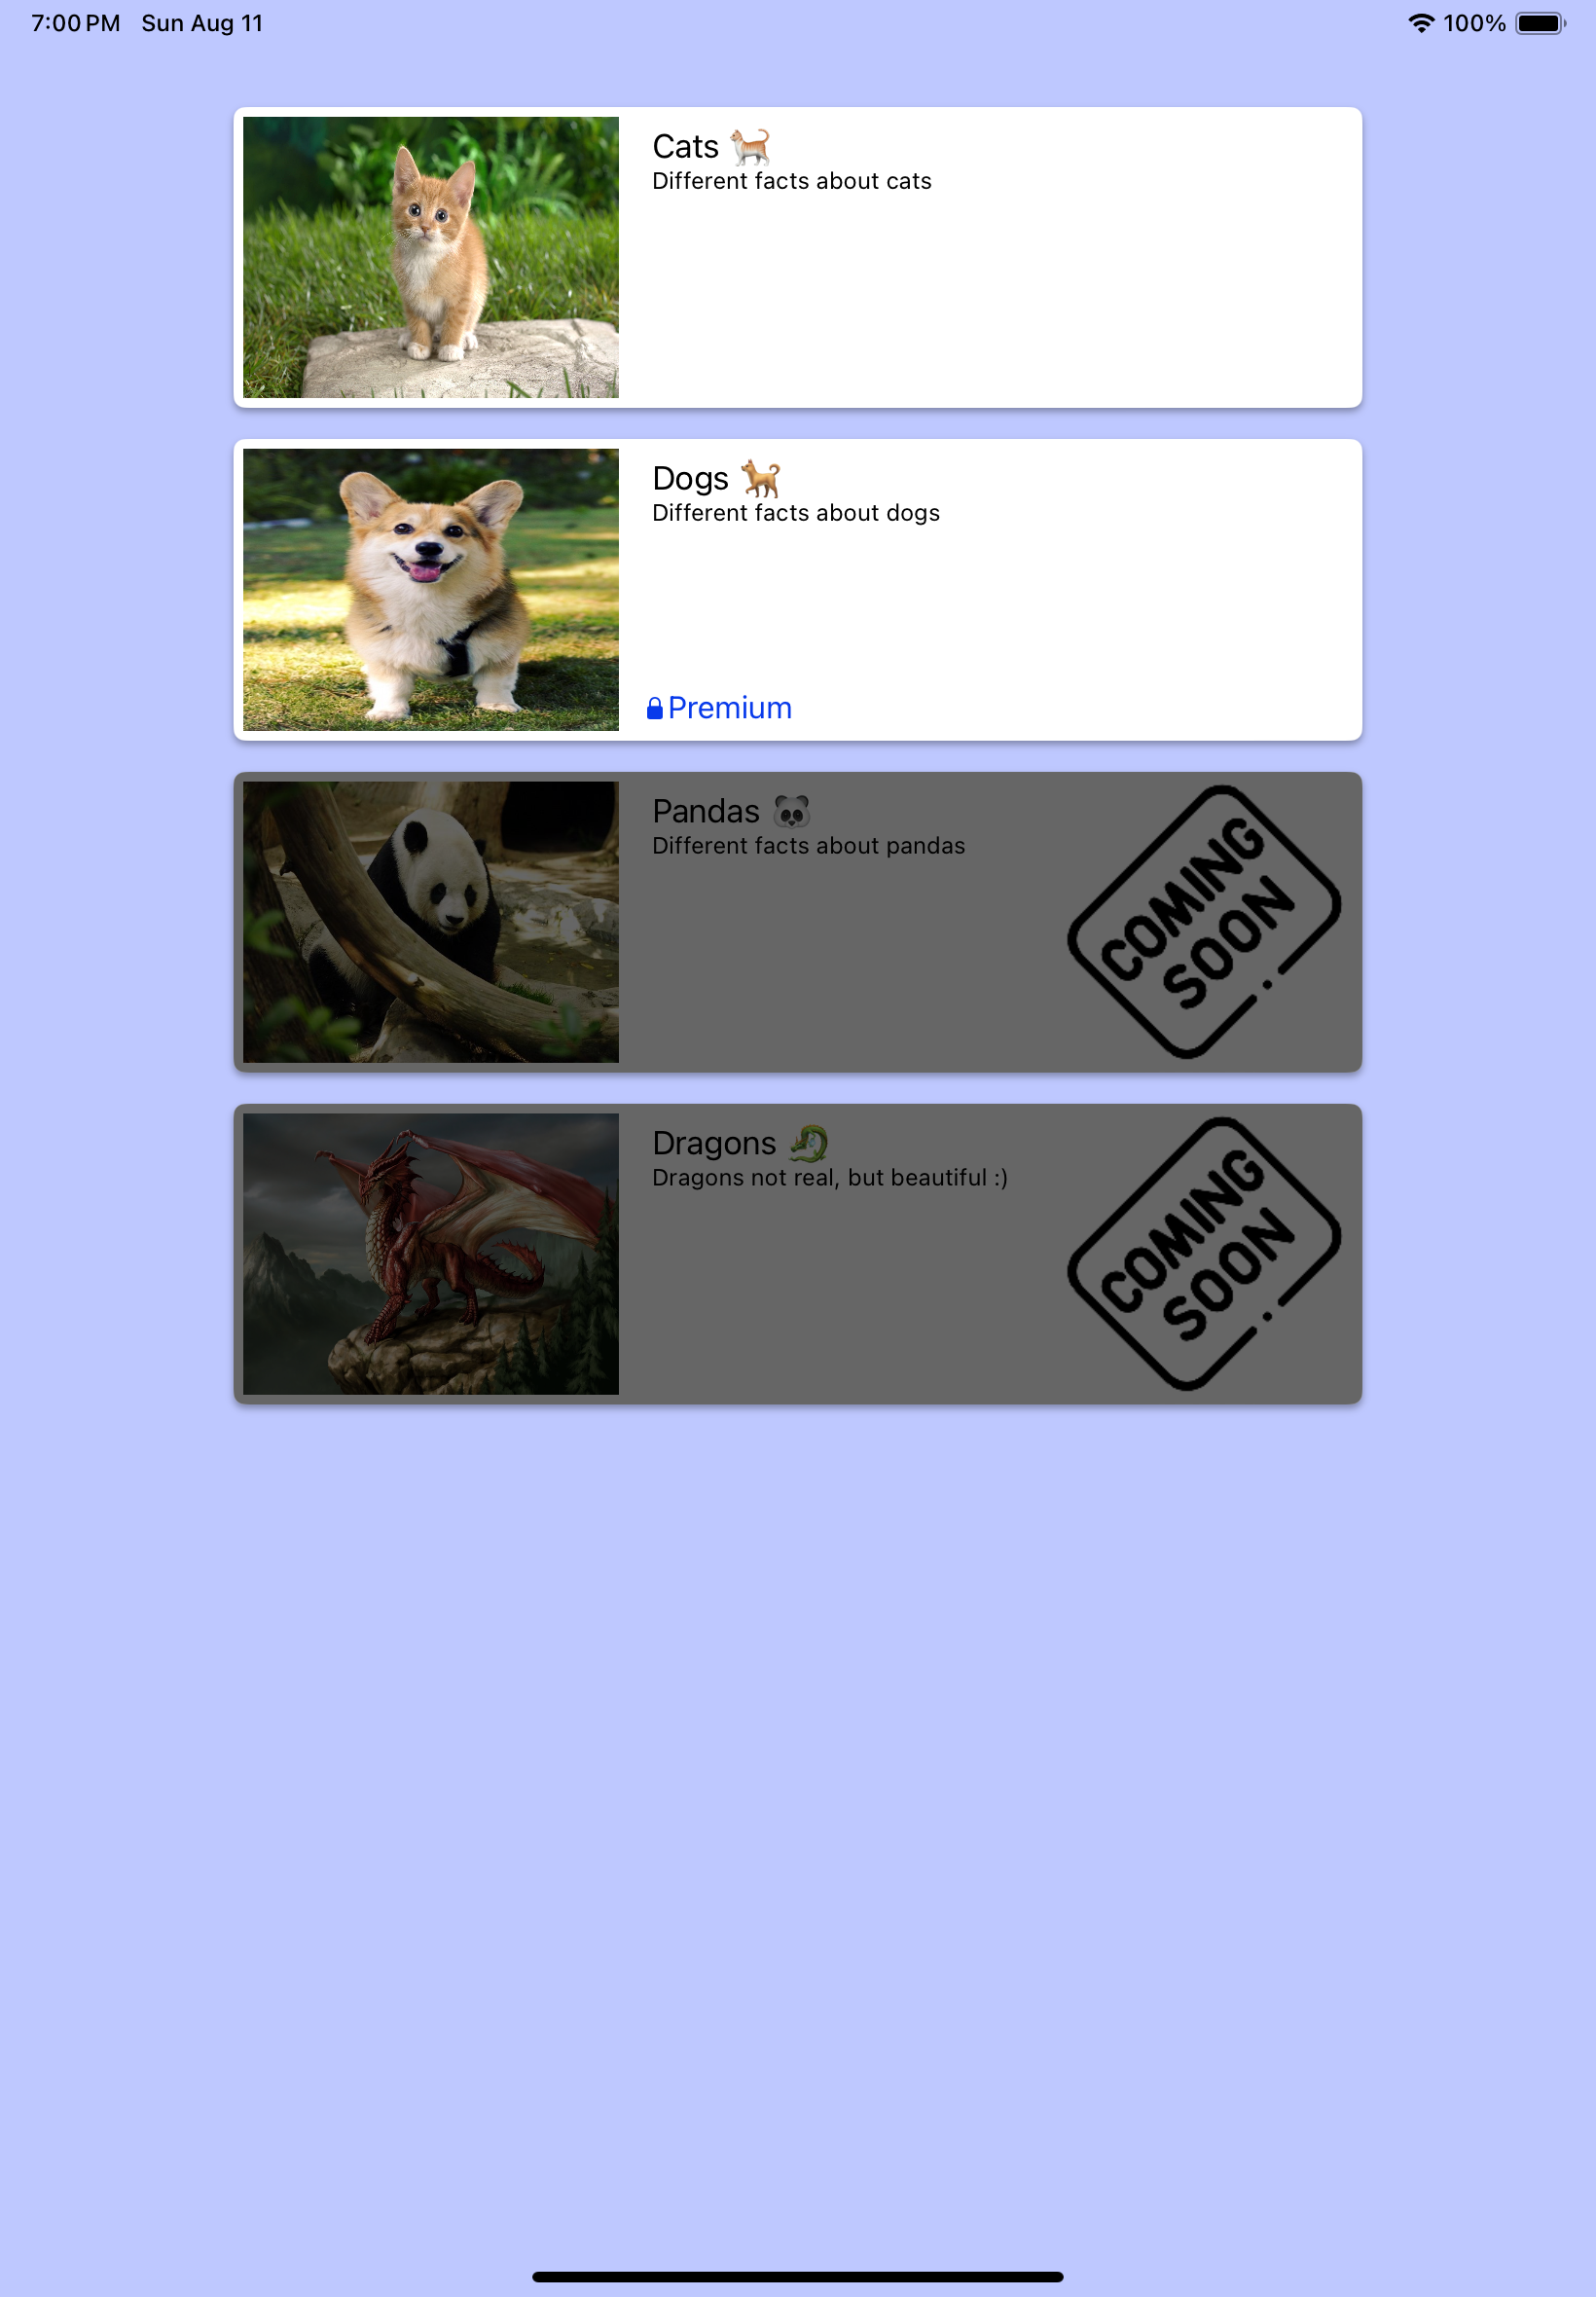 7:00 PM Sun Aug 11 100%
Cats 🐈
Different facts about cats
Dogs 🐕
Different facts about dogs
Premium
Pandas 🐼
Different facts about pandas
COMING
SOON
Dragons 🐉
Dragons not real, but beautiful :)
COMING
SOON